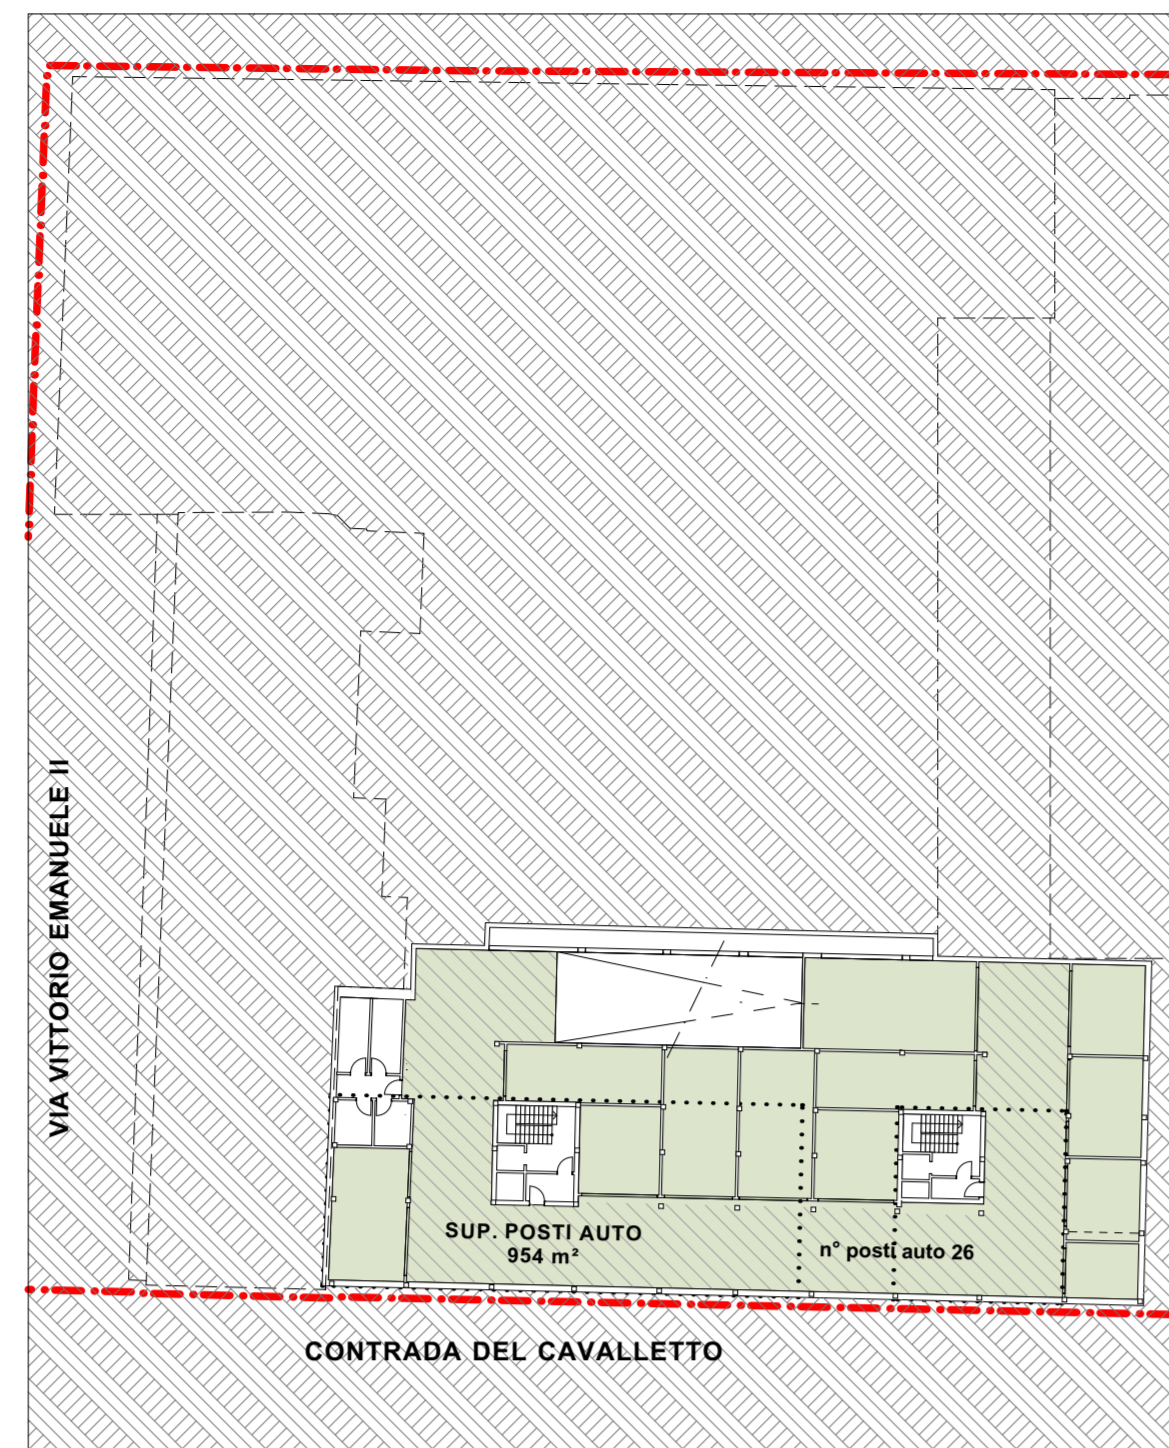 VIA VITTORIO EMANUELE II
SUP. POSTI AUTO
954 m²
n° posti auto 26
CONTRADA DEL CAVALLETTO